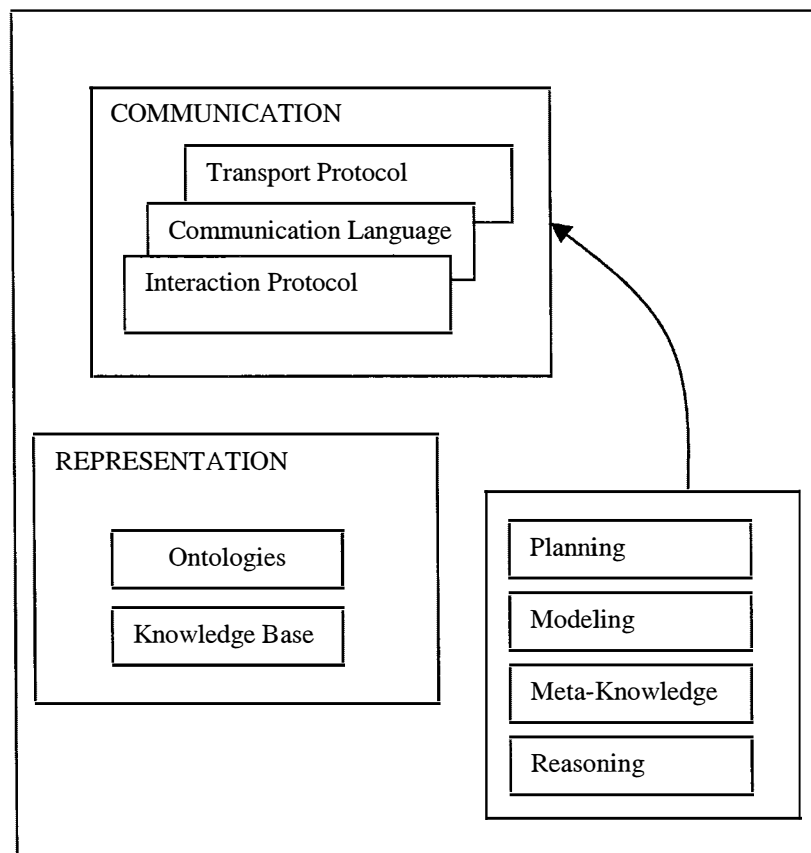 COMMUNICATION
Transport Protocol
Communication Language
Interaction Protocol
REPRESENTATION
Ontologies
Knowledge Base
Planning
Modeling
Meta-Knowledge
Reasoning